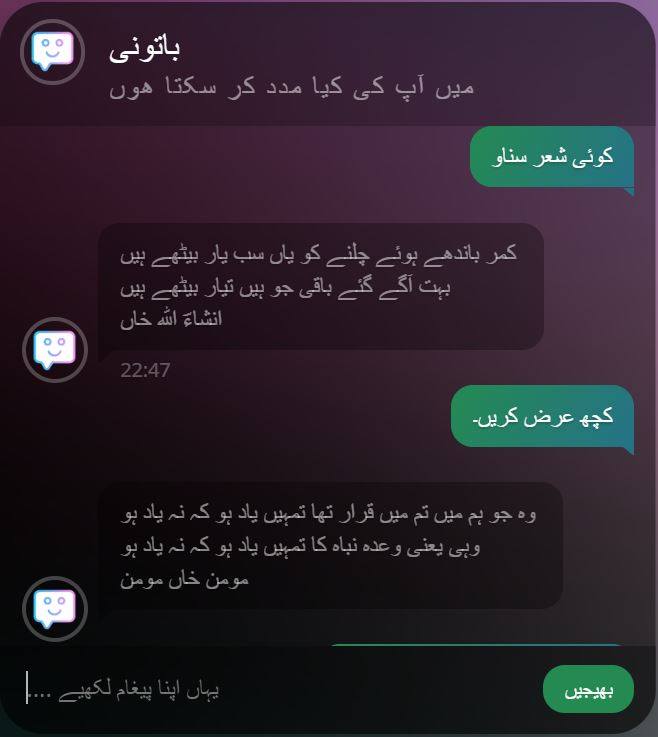 باتونی
میں آپ کی کیا مدد کر سکتا ھوں
کوئی شعر سناو
کمر باندھے ہوئے چلنے کو یاں سب یار بیٹھے ہیں
بہت آگے گئے باقی جو ہیں تیار بیٹھے ہیں
انشاءَ اللہ خاں
22:47
کچھ عرض کریں۔
وہ جو ہم میں تم میں قرار تھا تمہیں یاد ہو کہ نہ یاد ہو
وہی یعنی وعدہ نباہ کا تمہیں یاد ہو کہ نہ یاد ہو
مومن خاں مومن
یہاں اپنا پیغام لکھیے ....
بھیجیں